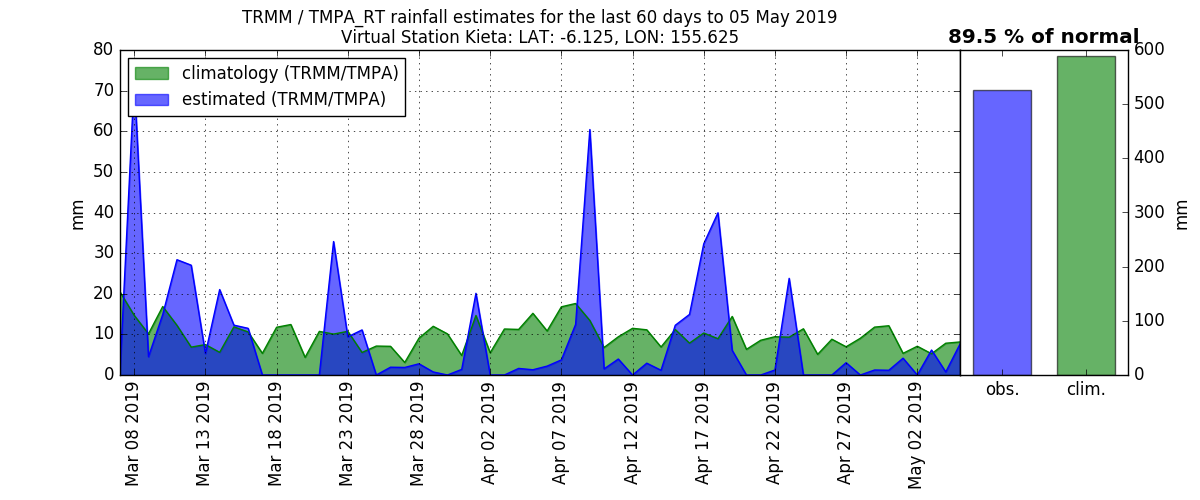 TRMM / TMPA_RT rainfall estimates for the last 60 days to 05 May 2019
Virtual Station Kieta: LAT: -6.125, LON: 155.625
89.5 % of normal
climatology (TRMM/TMPA)
estimated (TRMM/TMPA)
80
70
60
50
40
30
20
10
0
mm
Mar 08 2019
Mar 13 2019
Mar 18 2019
Mar 23 2019
Mar 28 2019
Apr 02 2019
Apr 07 2019
Apr 12 2019
Apr 17 2019
Apr 22 2019
Apr 27 2019
May 02 2019
600
500
400
300
200
100
0
mm
obs.
clim.